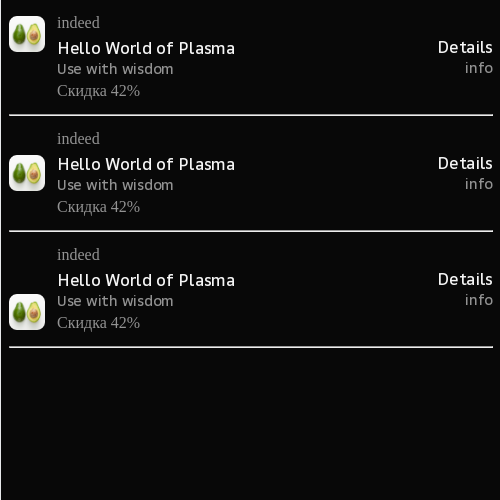 indeed
Hello World of Plasma
Details
Use with wisdom
info
Скидка 42%
indeed
Hello World of Plasma
Details
Use with wisdom
info
Скидка 42%
indeed
Hello World of Plasma
Details
Use with wisdom
info
Скидка 42%